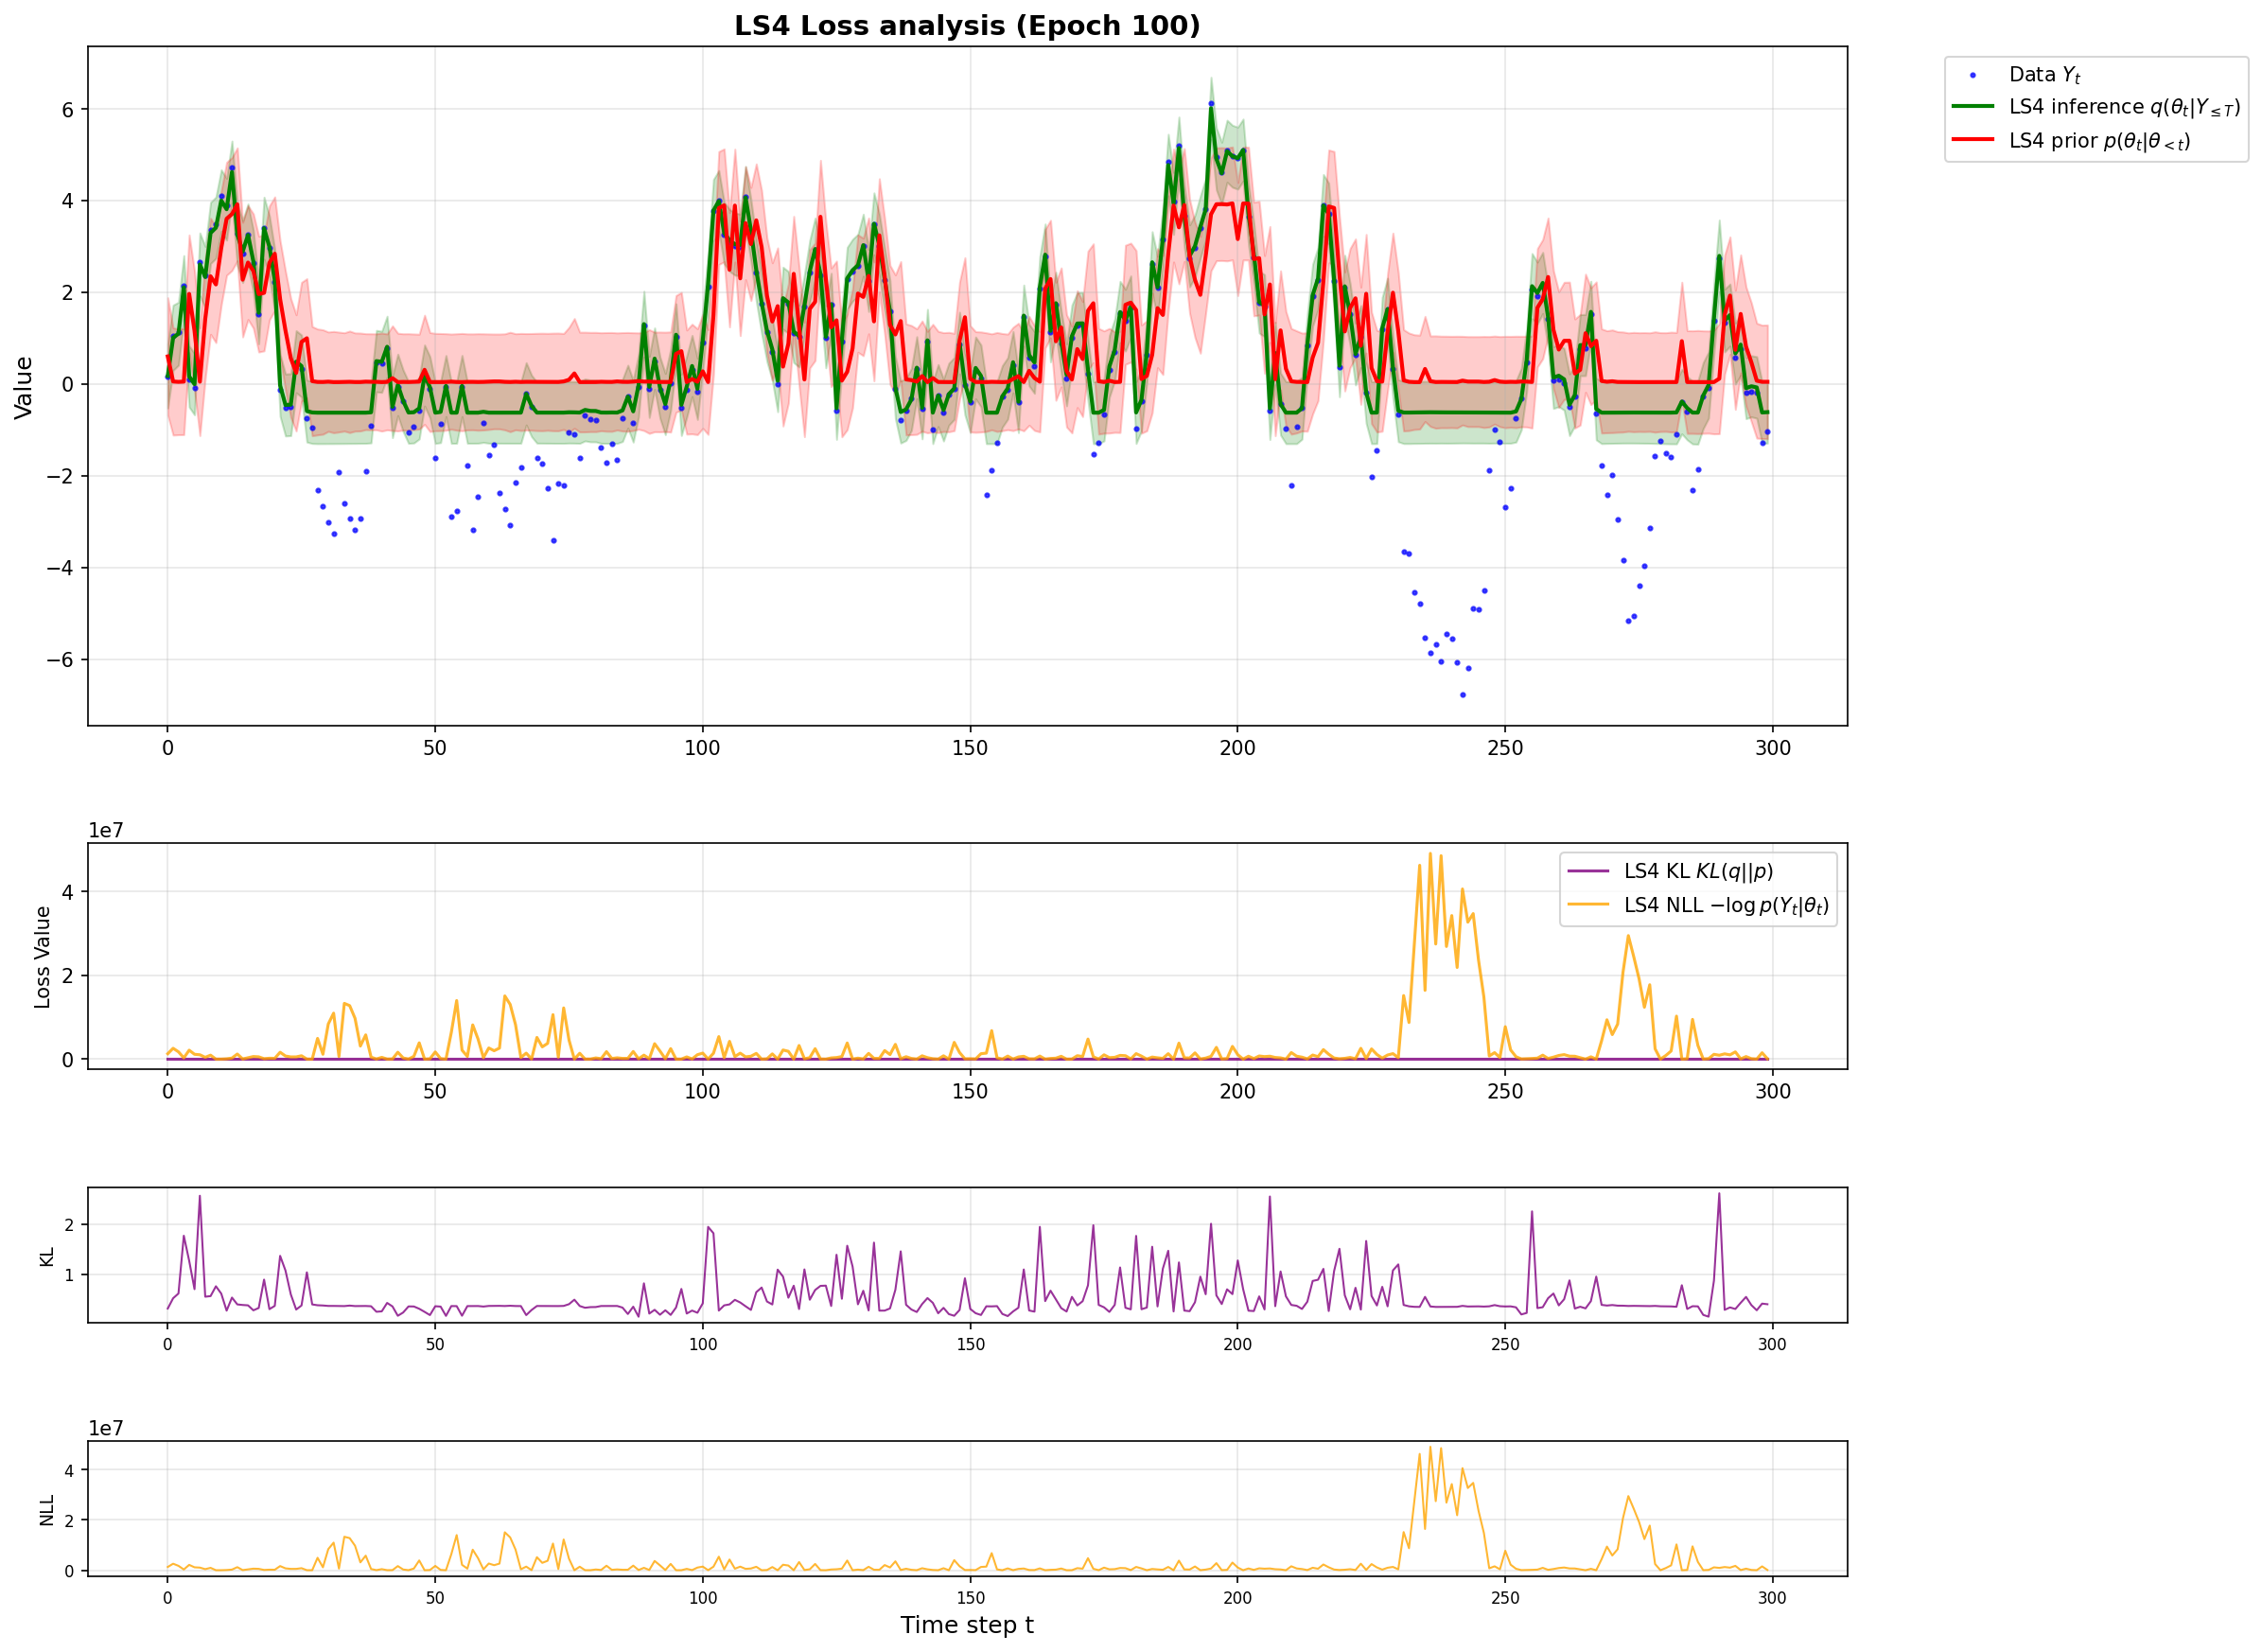 LS4 Loss analysis (Epoch 100)
Value
6
4
2
0
−2
−4
−6
0 50 100 150 200 250 300
Data Y_t
LS4 inference q(θ_t|Y_{≤T})
LS4 prior p(θ_t|θ_{<t})
1e7
Loss Value
4
2
0
LS4 KL KL(q||p)
LS4 NLL −log p(Y_t|θ_t)
0 50 100 150 200 250 300
KL
2
1
0 50 100 150 200 250 300
1e7
NLL
4
2
0
0 50 100 150 200 250 300
Time step t